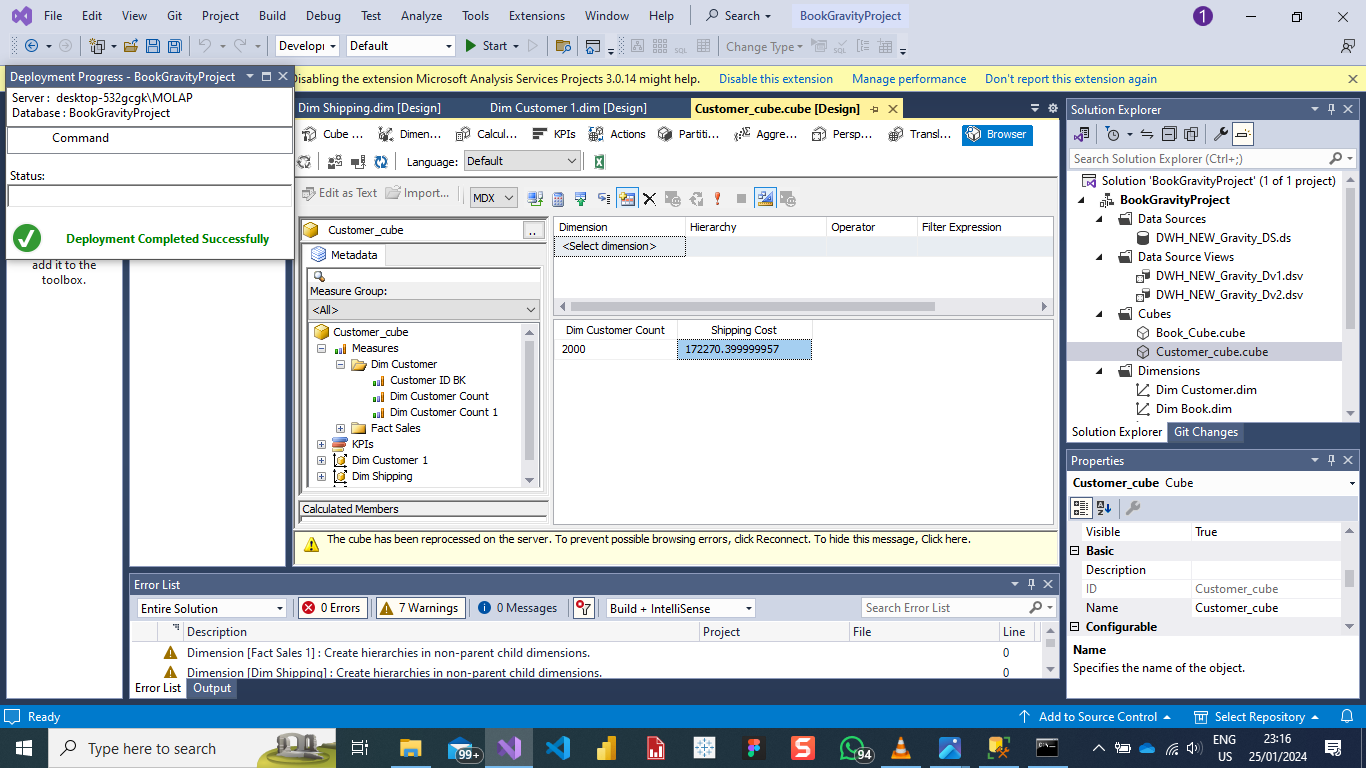 File Edit View Git Project Build Debug Test Analyze Tools Extensions Window Help Search BookGravityProject 1
Developi Default Start Change Type
Deployment Progress - BookGravityProject
Server : desktop-532gcgk\MOLAP
Database : BookGravityProject
Command
Status:
Deployment Completed Successfully
add it to the
toolbox.
Disabling the extension Microsoft Analysis Services Projects 3.0.14 might help. Disable this extension Manage performance Don't report this extension again
Dim Shipping.dim [Design] Dim Customer 1.dim [Design] Customer_cube.cube [Design]
Cube ... Dimen... Calcul... KPIs Actions Partiti... Aggre... Persp... Transl... Browser
Language: Default
Edit as Text Import... MDX
Customer_cube ..
Metadata
Measure Group:
<All>
Customer_cube
Measures
Dim Customer
Customer ID BK
Dim Customer Count
Dim Customer Count 1
Fact Sales
KPIs
Dim Customer 1
Dim Shipping
Calculated Members
Dimension Hierarchy Operator Filter Expression
<Select dimension>
Dim Customer Count Shipping Cost
2000 172270.399999957
The cube has been reprocessed on the server. To prevent possible browsing errors, click Reconnect. To hide this message, Click here.
Error List
Entire Solution 0 Errors 7 Warnings 0 Messages Build + IntelliSense Search Error List
Description Project File Line
Dimension [Fact Sales 1] : Create hierarchies in non-parent child dimensions. 0
Dimension [Dim Shipping] : Create hierarchies in non-parent child dimensions. 0
Error List Output
Solution Explorer
Search Solution Explorer (Ctrl+;)
Solution 'BookGravityProject' (1 of 1 project)
BookGravityProject
Data Sources
DWH_NEW_Gravity_DS.ds
Data Source Views
DWH_NEW_Gravity_Dv1.dsv
DWH_NEW_Gravity_Dv2.dsv
Cubes
Book_Cube.cube
Customer_cube.cube
Dimensions
Dim Customer.dim
Dim Book.dim
Solution Explorer Git Changes
Properties
Customer_cube Cube
Visible True
Basic
Description
ID Customer_cube
Name Customer_cube
Configurable
Name
Specifies the name of the object.
Ready Add to Source Control Select Repository
Type here to search 99+ 94 ENG 23:16
US 25/01/2024